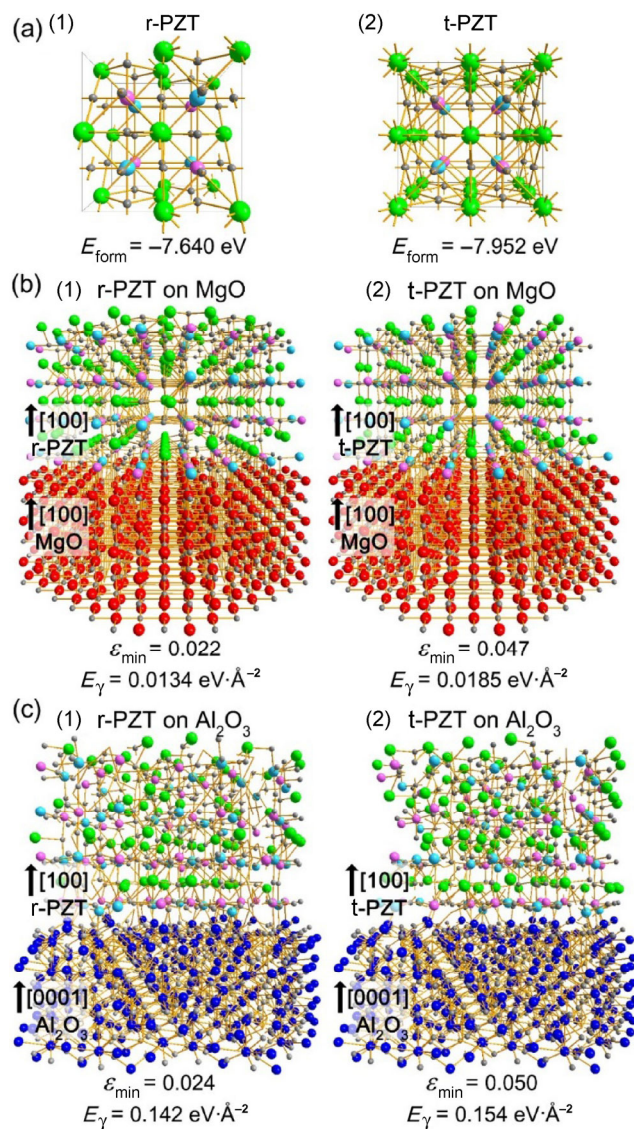 (a) (1) r-PZT (2) t-PZT
E_form = −7.640 eV E_form = −7.952 eV
(b) (1) r-PZT on MgO (2) t-PZT on MgO
[100] r-PZT [100] t-PZT
[100] MgO [100] MgO
ε_min = 0.022 ε_min = 0.047
E_γ = 0.0134 eV·Å⁻² E_γ = 0.0185 eV·Å⁻²
(c) (1) r-PZT on Al₂O₃ (2) t-PZT on Al₂O₃
[100] r-PZT [100] t-PZT
[0001] Al₂O₃ [0001] Al₂O₃
ε_min = 0.024 ε_min = 0.050
E_γ = 0.142 eV·Å⁻² E_γ = 0.154 eV·Å⁻²